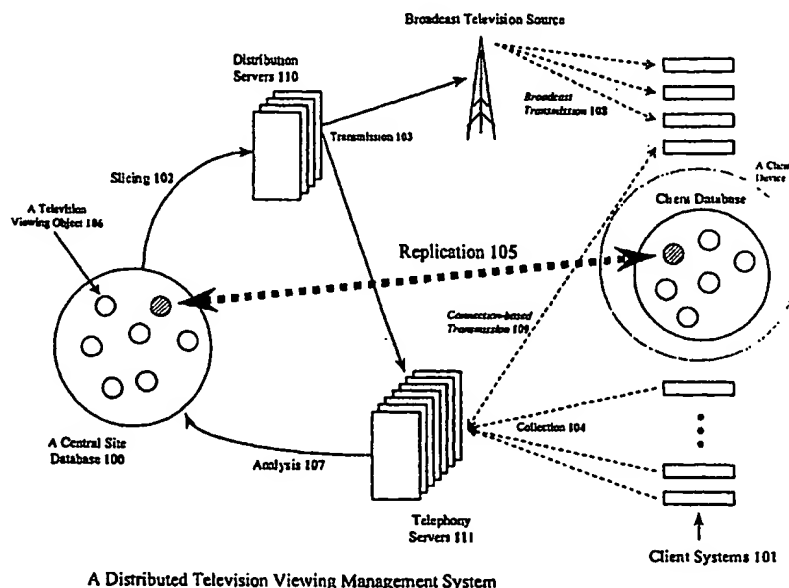 Broadcast Television Source
Distribution
Servers 110
Broadcast
Transmission 108
Transmission 103
Slicing 102
A Client
Device
A Television
Viewing Object 106
Client Database
Replication 105
Connection-based
Transmission 109
Collection 104
A Central Site
Database 100
Analysis 107
Telephony
Servers 111
Client Systems 101
A Distributed Television Viewing Management System